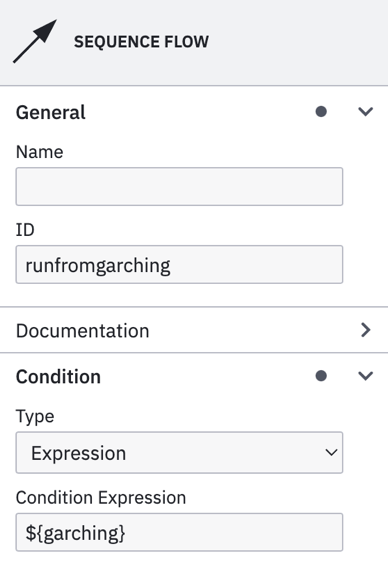 SEQUENCE FLOW
General
Name
ID
runfromgarching
Documentation
Condition
Type
Expression
Condition Expression
${garching}